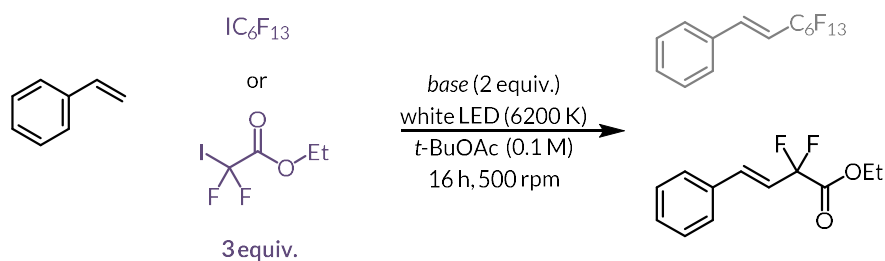 IC₆F₁₃
or
I
F F
O
O Et
3 equiv.
base (2 equiv.)
white LED (6200 K)
t-BuOAc (0.1 M)
16 h, 500 rpm
C₆F₁₃
F F
OEt
O